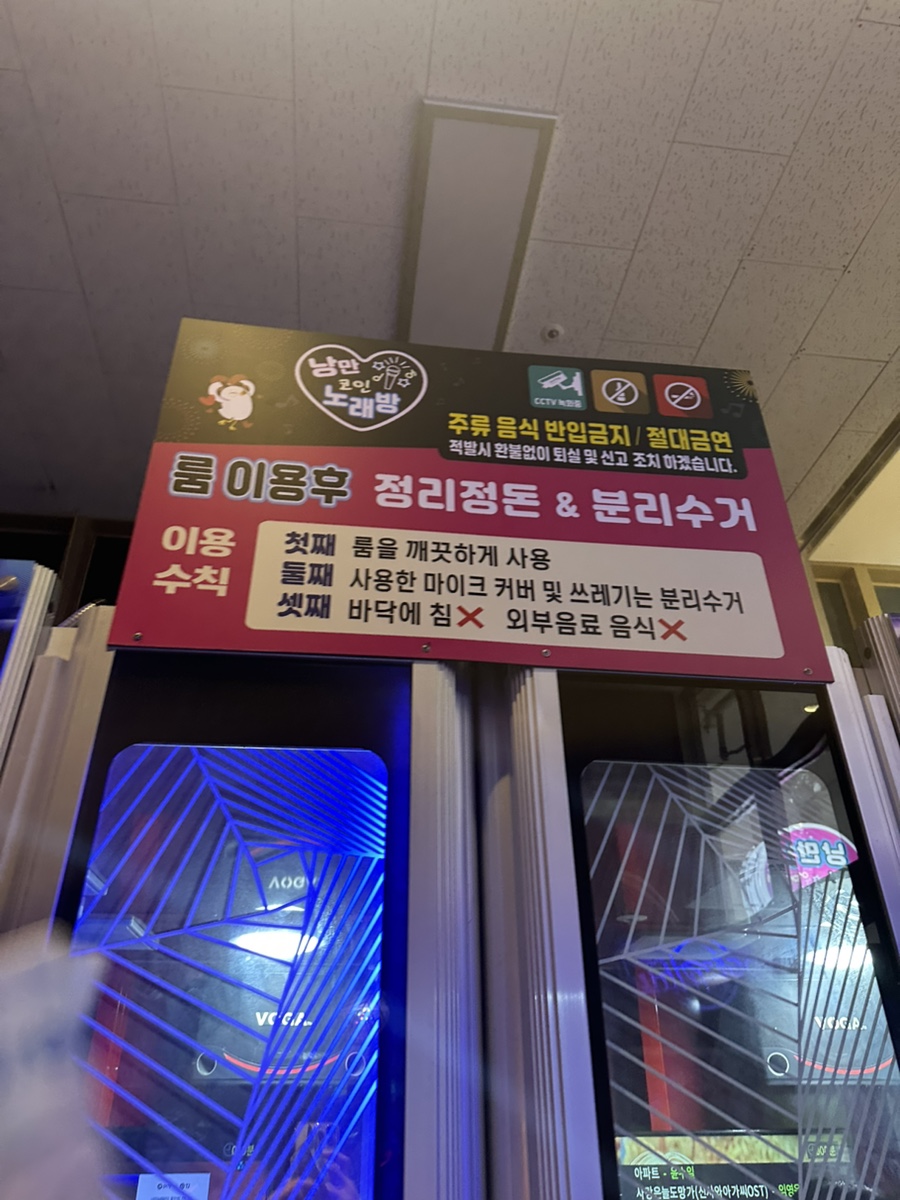 낭만
코인
노래방
CCTV 녹화중
주류 음식 반입금지 / 절대금연
적발시 환불없이 퇴실 및 신고 조치 하겠습니다.
룸 이용후 정리정돈 & 분리수거
이용
수칙
첫째 룸을 깨끗하게 사용
둘째 사용한 마이크 커버 및 쓰레기는 분리수거
셋째 바닥에 침❌ 외부음료 음식❌
낭만
VOGA
VOGA
아파트 - 윤수일